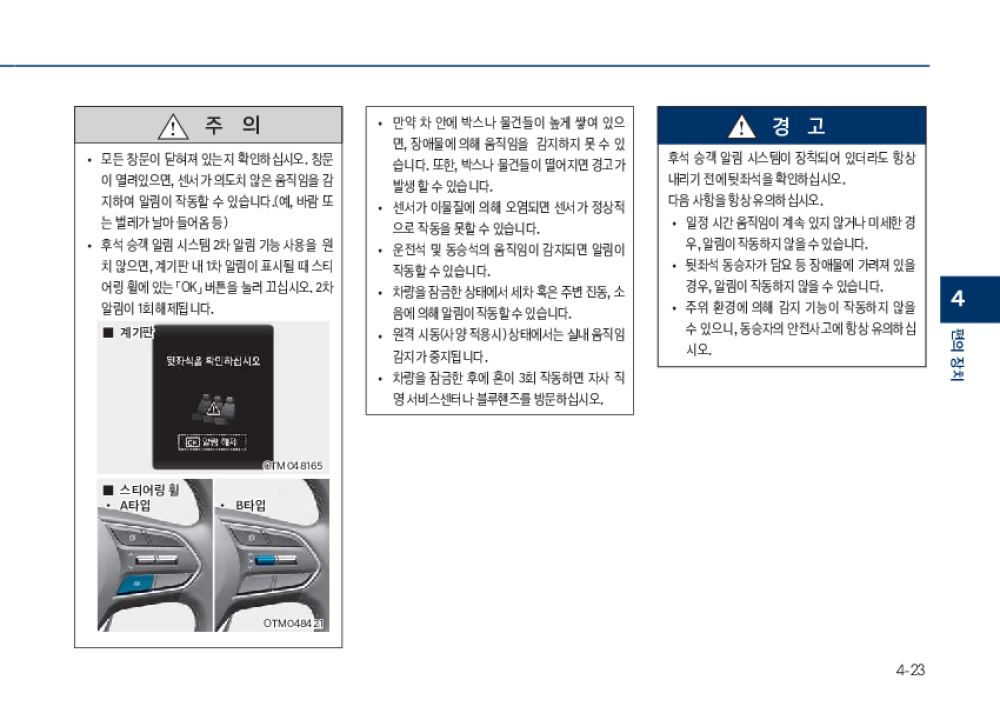 주 의
• 모든 창문이 닫혀져 있는지 확인하십시오. 창문
이 열려있으면, 센서가 의도치 않은 움직임을 감
지하여 알람이 작동할 수 있습니다.(예, 바람 또
는 벌레가 날아 들어옴 등)
• 후석 승객 알림 시스템 2차 알림 기능 사용을 원
치 않으면, 계기판 내 1차 알림이 표시될 때 스티
어링 휠에 있는 「OK」 버튼을 눌러 끄십시오. 2차
알림이 1회 해제됩니다.
■ 계기판
뒷좌석을 확인하십시오
OK 알람 해제
OTM048165
■ 스티어링 휠
• A타입
• B타입
OK
OTM048421
• 만약 차 안에 박스나 물건들이 높게 쌓여 있으
면, 장애물에 의해 움직임을 감지하지 못 수 있
습니다. 또한, 박스나 물건들이 떨어지면 경고가
발생 할 수 있습니다.
• 센서가 이물질에 의해 오염되면 센서가 정상적
으로 작동을 못할 수 있습니다.
• 운전석 및 동승석의 움직임이 감지되면 알림이
작동할 수 있습니다.
• 차량을 잠금한 상태에서 세차 혹은 주변 진동, 소
음에 의해 알림이 작동할 수 있습니다.
• 원격 시동(사양 적용시) 상태에서는 실내 움직임
감지가 중지됩니다.
• 차량을 잠금한 후에 혼이 3회 작동하면 자사 직
영 서비스센터나 블루핸즈를 방문하십시오.
경 고
후석 승객 알림 시스템이 장착되어 있더라도 항상
내리기 전에 뒷좌석을 확인하십시오.
다음 사항을 항상 유의하십시오.
• 일정 시간 움직임이 계속 있지 않거나 미세한 경
우, 알림이 작동하지 않을 수 있습니다.
• 뒷좌석 동승자가 담요 등 장애물에 가려져 있을
경우, 알림이 작동하지 않을 수 있습니다.
• 주위 환경에 의해 감지 기능이 작동하지 않을
수 있으니, 동승자의 안전사고에 항상 유의하십
시오.
4
편의 장치
4-23